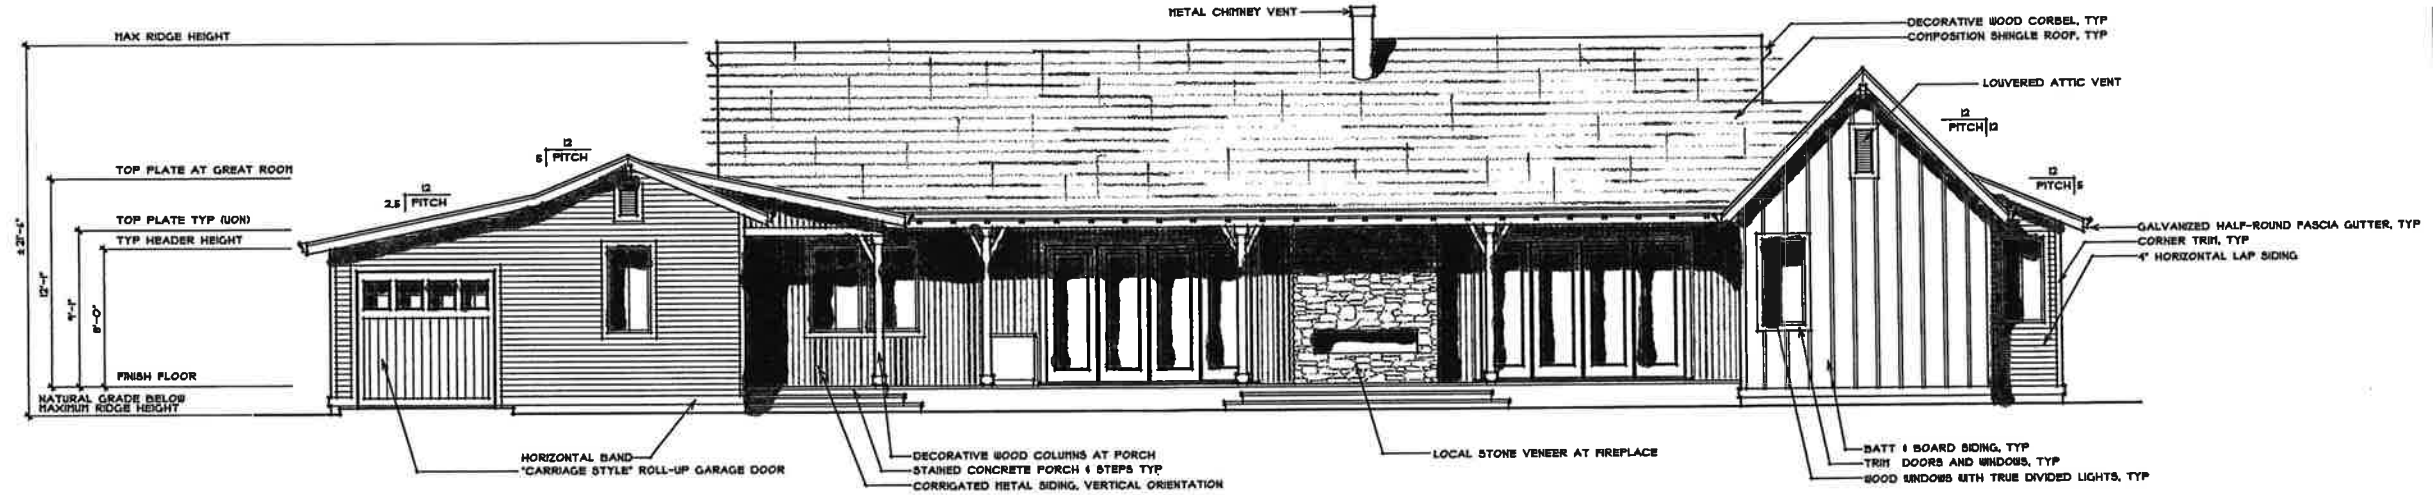 METAL CHIMNEY VENT
DECORATIVE WOOD CORBEL, TYP
COMPOSITION SHINGLE ROOF, TYP
MAX RIDGE HEIGHT
LOUVERED ATTIC VENT
12
PITCH 12
12
5 PITCH
TOP PLATE AT GREAT ROOM
12
PITCH 5
12
2.5 PITCH
TOP PLATE TYP (UON)
TYP HEADER HEIGHT
GALVANIZED HALF-ROUND FASCIA GUTTER, TYP
CORNER TRIM, TYP
4" HORIZONTAL LAP SIDING
± 21'-6"
12'-1"
9'-1"
8'-0"
FINISH FLOOR
NATURAL GRADE BELOW
MAXIMUM RIDGE HEIGHT
HORIZONTAL BAND
"CARRIAGE STYLE" ROLL-UP GARAGE DOOR
DECORATIVE WOOD COLUMNS AT PORCH
STAINED CONCRETE PORCH & STEPS TYP
CORRIGATED METAL SIDING, VERTICAL ORIENTATION
LOCAL STONE VENEER AT FIREPLACE
BATT & BOARD SIDING, TYP
TRIM DOORS AND WINDOWS, TYP
WOOD WINDOWS WITH TRUE DIVIDED LIGHTS, TYP